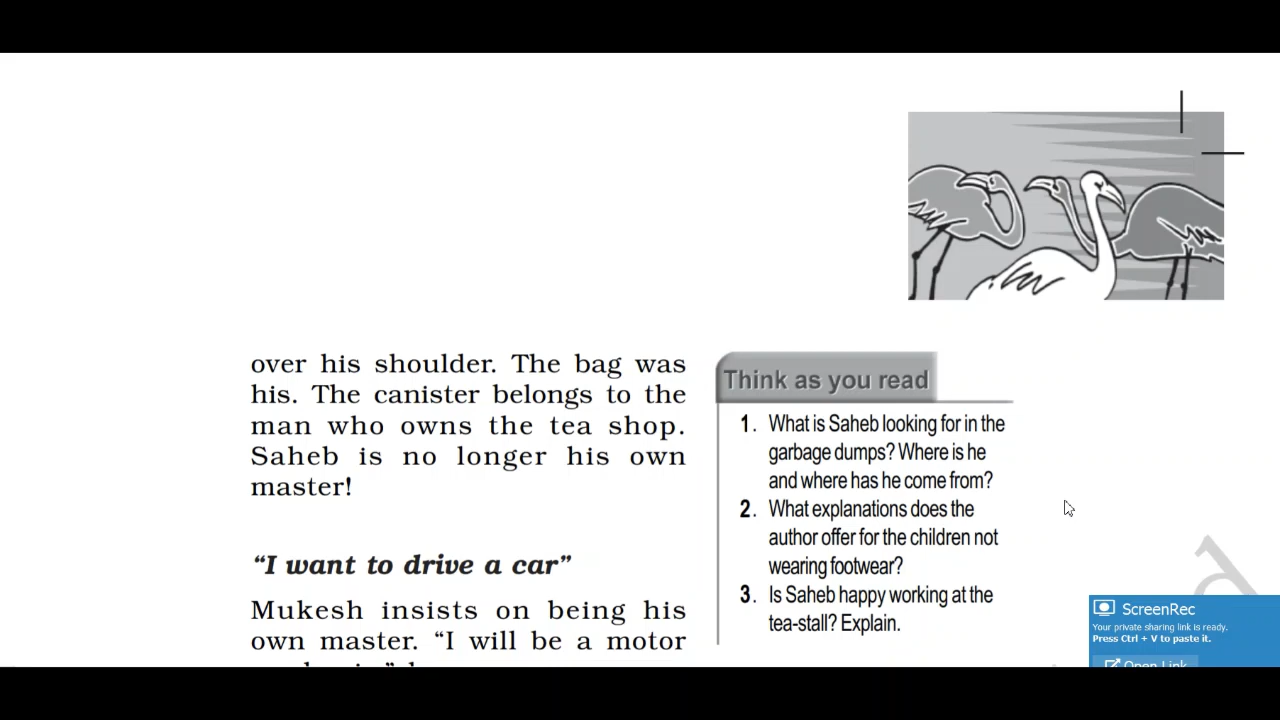 over his shoulder. The bag was
his. The canister belongs to the
man who owns the tea shop.
Saheb is no longer his own
master!
“I want to drive a car”
Mukesh insists on being his
own master. “I will be a motor
Think as you read
1. What is Saheb looking for in the
garbage dumps? Where is he
and where has he come from?
2. What explanations does the
author offer for the children not
wearing footwear?
3. Is Saheb happy working at the
tea-stall? Explain.
d
ScreenRec
Your private sharing link is ready.
Press Ctrl + V to paste it.
Open Link